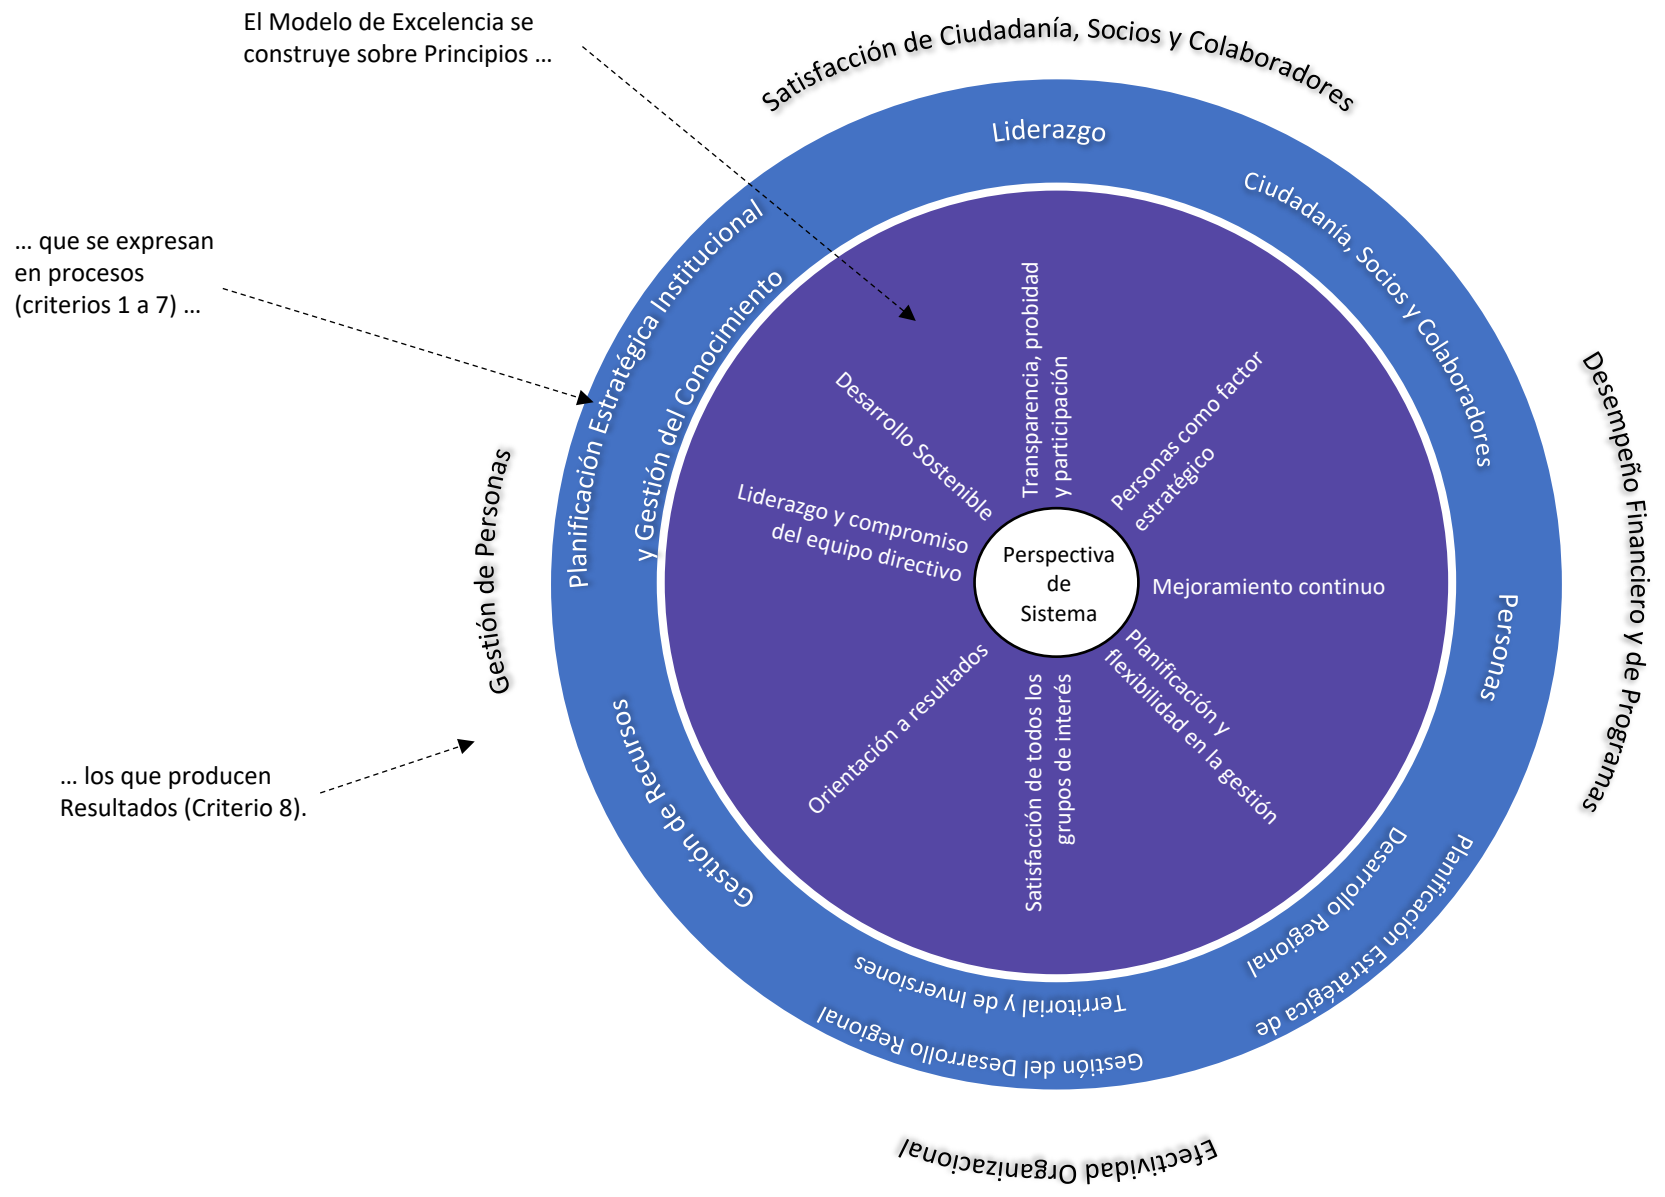 El Modelo de Excelencia se
construye sobre Principios ...
... que se expresan
en procesos
(criterios 1 a 7) ...
... los que producen
Resultados (Criterio 8).
Satisfacción de Ciudadanía, Socios y Colaboradores
Desempeño Financiero y de Programas
Efectividad Organizacional
Gestión de Personas
Liderazgo
Ciudadanía, Socios y Colaboradores
Personas
Planificación Estratégica de
Desarrollo Regional
Gestión del Desarrollo Regional
Territorial y de Inversiones
Gestión de Recursos
Planificación Estratégica Institucional
y Gestión del Conocimiento
Transparencia, probidad
y participación
Personas como factor
estratégico
Mejoramiento continuo
Planificación y
flexibilidad en la gestión
Satisfacción de todos los
grupos de interés
Orientación a resultados
Liderazgo y compromiso
del equipo directivo
Desarrollo Sostenible
Perspectiva
de
Sistema